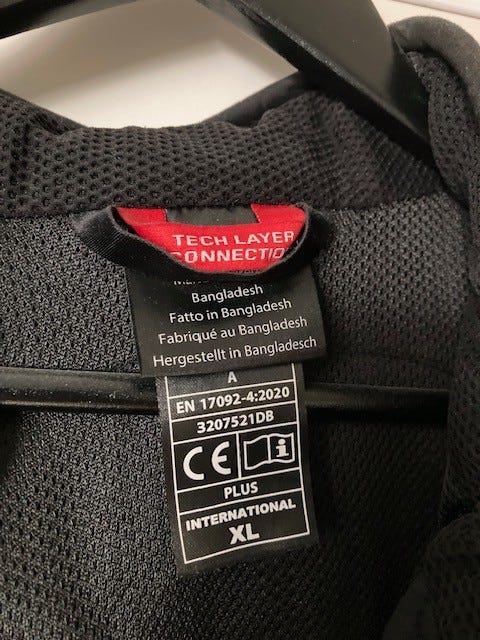 TECH LAYER
CONNECTIO
Bangladesh
Fatto in Bangladesh
Fabriqué au Bangladesh
Hergestellt in Bangladesch
A
EN 17092-4:2020
3207521DB
CE i
PLUS
INTERNATIONAL
XL